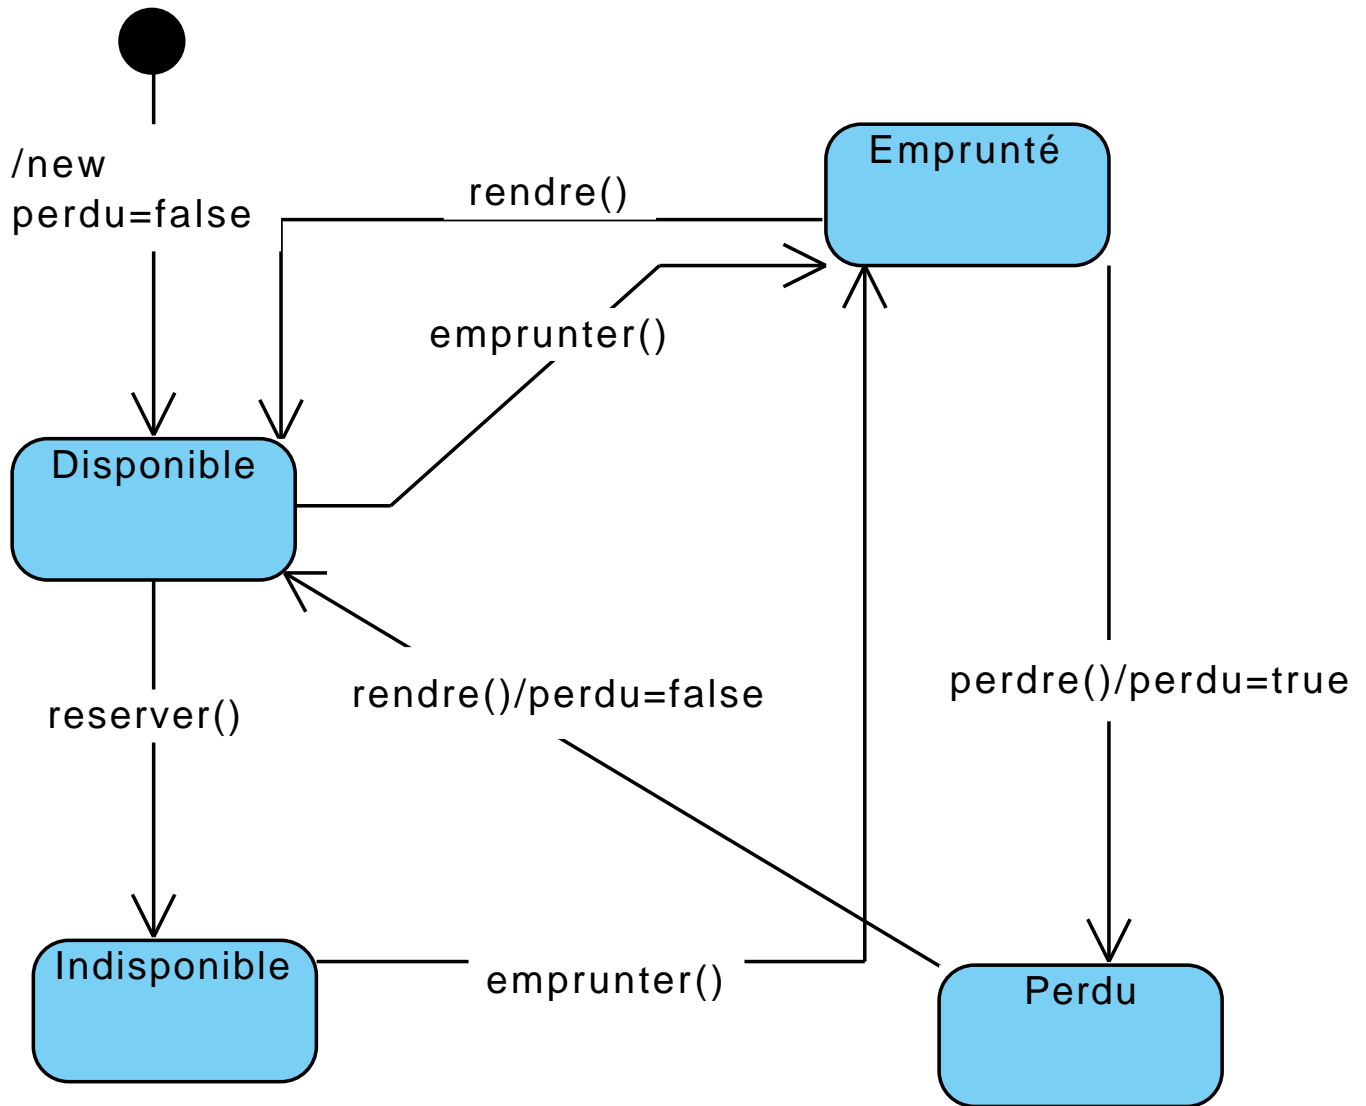 /new
perdu=false
Emprunté
rendre()
emprunter()
Disponible
rendre()/perdu=false
perdre()/perdu=true
reserver()
Indisponible
emprunter()
Perdu